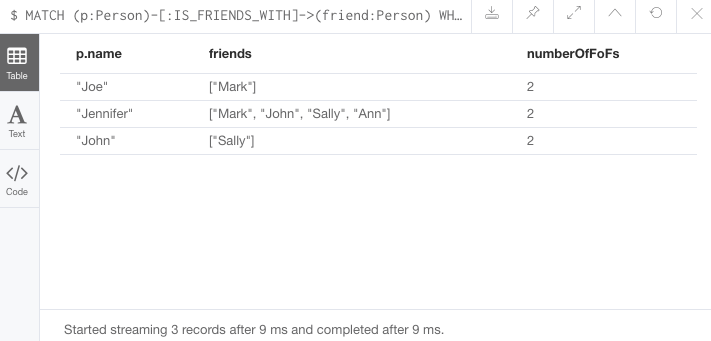 $ MATCH (p:Person)-[:IS_FRIENDS_WITH]->(friend:Person) WH…
Table
A
Text
</>
Code
p.name friends numberOfFoFs
"Joe" ["Mark"] 2
"Jennifer" ["Mark", "John", "Sally", "Ann"] 2
"John" ["Sally"] 2
Started streaming 3 records after 9 ms and completed after 9 ms.